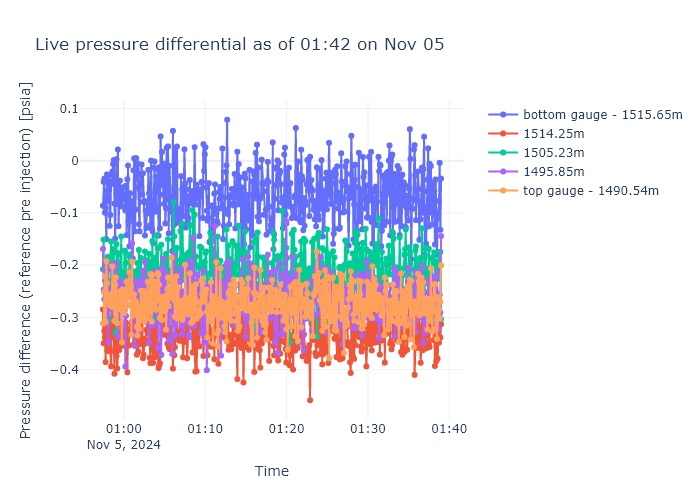 Live pressure differential as of 01:42 on Nov 05
Pressure difference (reference pre injection) [psia]
0.1
0
−0.1
−0.2
−0.3
−0.4
01:00
Nov 5, 2024
01:10
01:20
01:30
01:40
Time
bottom gauge - 1515.65m
1514.25m
1505.23m
1495.85m
top gauge - 1490.54m